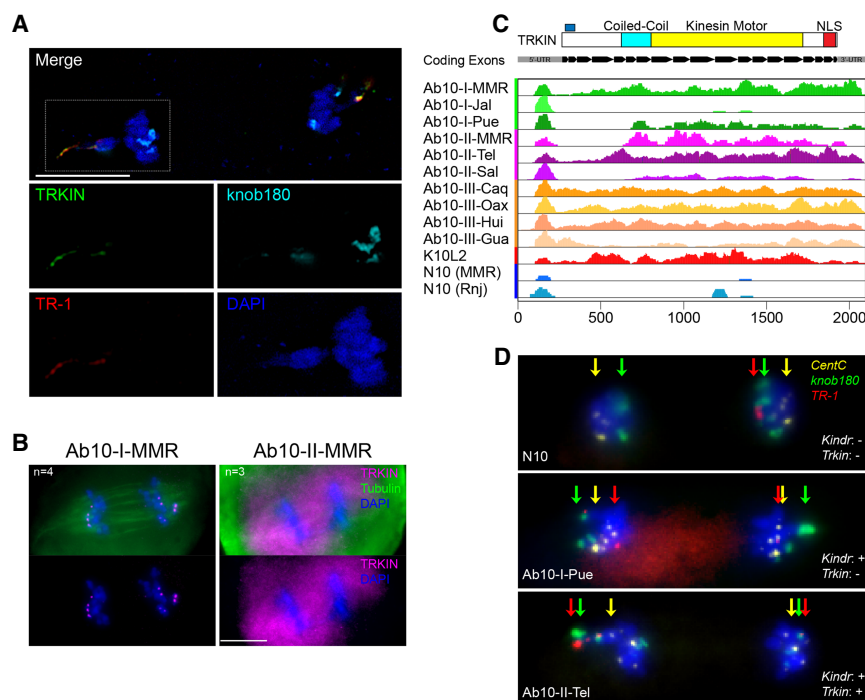 A
Merge
TRKIN
knob180
TR-1
DAPI
B
Ab10-I-MMR
Ab10-II-MMR
n=4
n=3
TRKIN
Tubulin
DAPI
TRKIN
DAPI
C
Coiled-Coil
Kinesin Motor
NLS
TRKIN
Coding Exons
5'-UTR
3'-UTR
Ab10-I-MMR
Ab10-I-Jal
Ab10-I-Pue
Ab10-II-MMR
Ab10-II-Tel
Ab10-II-Sal
Ab10-III-Caq
Ab10-III-Oax
Ab10-III-Hui
Ab10-III-Gua
K10L2
N10 (MMR)
N10 (Rnj)
0 500 1000 1500 2000
D
CentC
knob180
TR-1
N10
Kindr: -
Trkin: -
Ab10-I-Pue
Kindr: +
Trkin: -
Ab10-II-Tel
Kindr: +
Trkin: +